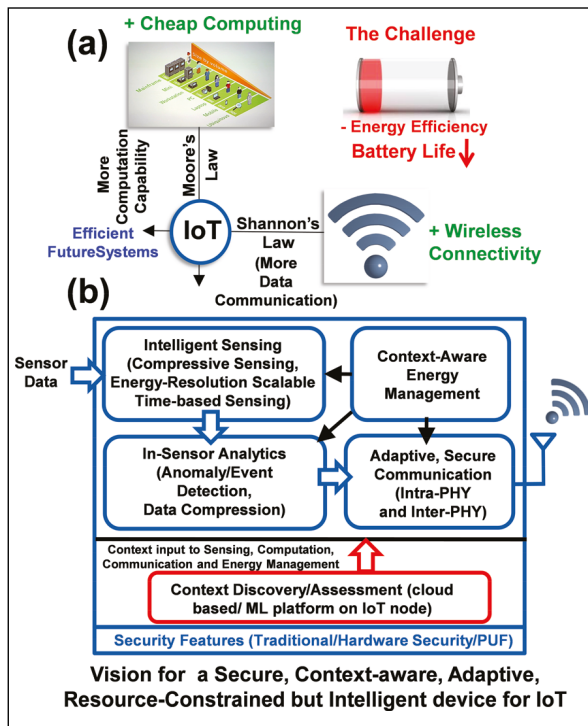 (a)
+ Cheap Computing
The Challenge
- Energy Efficiency
Battery Life
More
Computation
Capability
Moore's
Law
IoT
Efficient
FutureSystems
Shannon's
Law
(More
Data
Communication)
+ Wireless
Connectivity
(b)
Sensor
Data
Intelligent Sensing
(Compressive Sensing,
Energy-Resolution Scalable
Time-based Sensing)
Context-Aware
Energy
Management
In-Sensor Analytics
(Anomaly/Event
Detection,
Data Compression)
Adaptive, Secure
Communication
(Intra-PHY
and Inter-PHY)
Context input to Sensing, Computation,
Communication and Energy Management
Context Discovery/Assessment (cloud
based/ ML platform on IoT node)
Security Features (Traditional/Hardware Security/PUF)
Vision for a Secure, Context-aware, Adaptive,
Resource-Constrained but Intelligent device for IoT